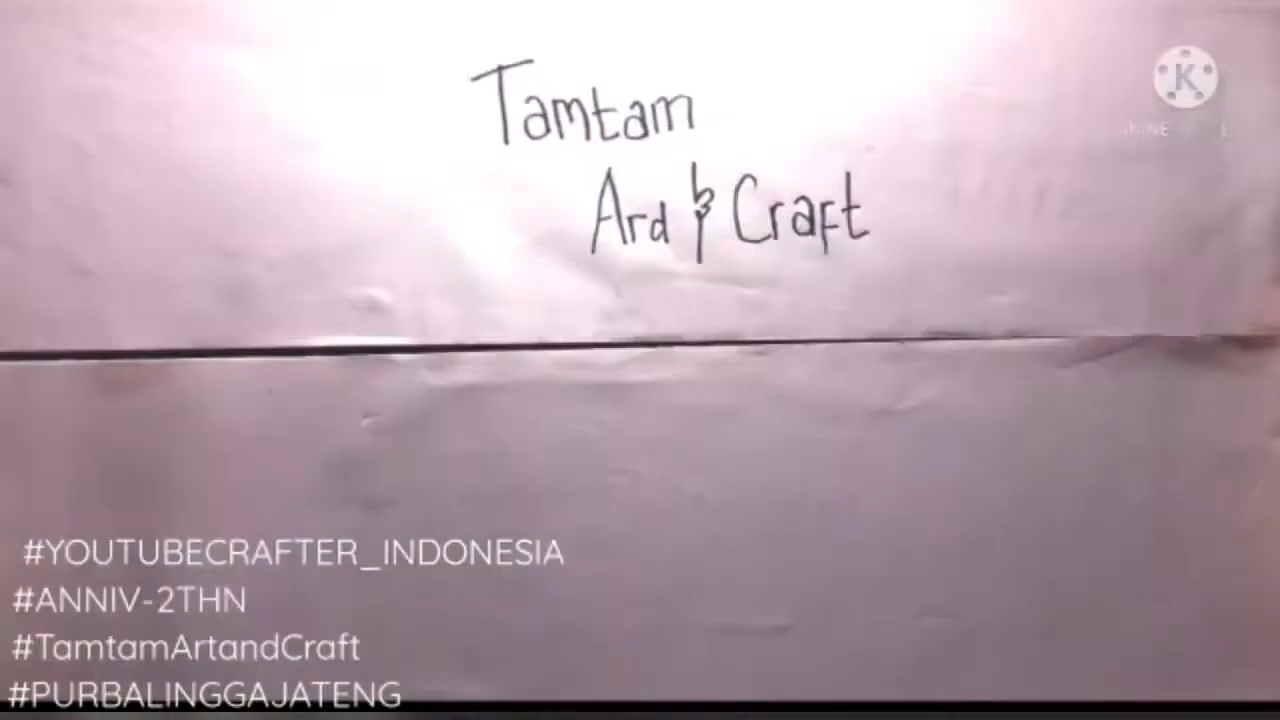 Tamtam
Ard & Craft
K
#YOUTUBECRAFTER_INDONESIA
#ANNIV-2THN
#TamtamArtandCraft
#PURBALINGGAJATENG